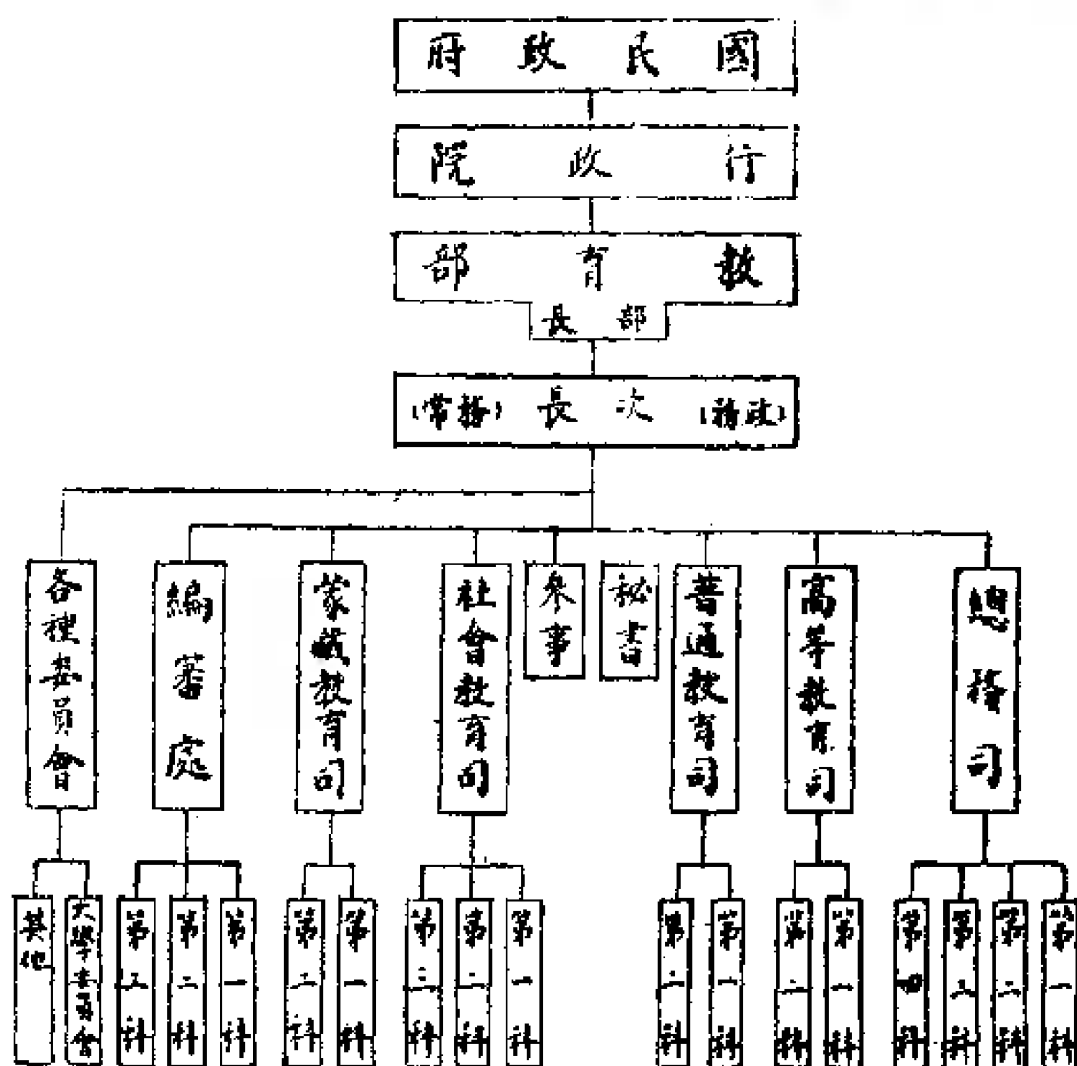 國民政府
行政院
教育部
部長
(政務)次長(常務)
總務司
高等教育司
普通教育司
秘書
參事
社會教育司
蒙藏教育司
編審處
各種委員會
第一科
第二科
第三科
第四科
第一科
第二科
第一科
第二科
第一科
第二科
第三科
第一科
第二科
第一科
第二科
第三科
大學委員會
其他